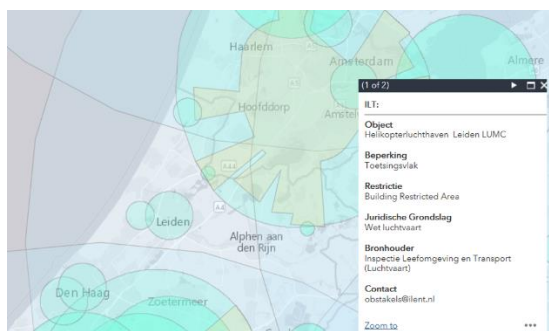 Haarlem
Amsterdam
Almere
Hoofddorp
Amstel
A44
A4
Leiden
Alphen aan
den Rijn
Den Haag
Zoetermeer
(1 of 2)
ILT:
Object
Helikopterluchthaven Leiden LUMC
Beperking
Toetsingsvlak
Restrictie
Building Restricted Area
Juridische Grondslag
Wet luchtvaart
Bronhouder
Inspectie Leefomgeving en Transport
(Luchtvaart)
Contact
obstakels@ilent.nl
Zoom to